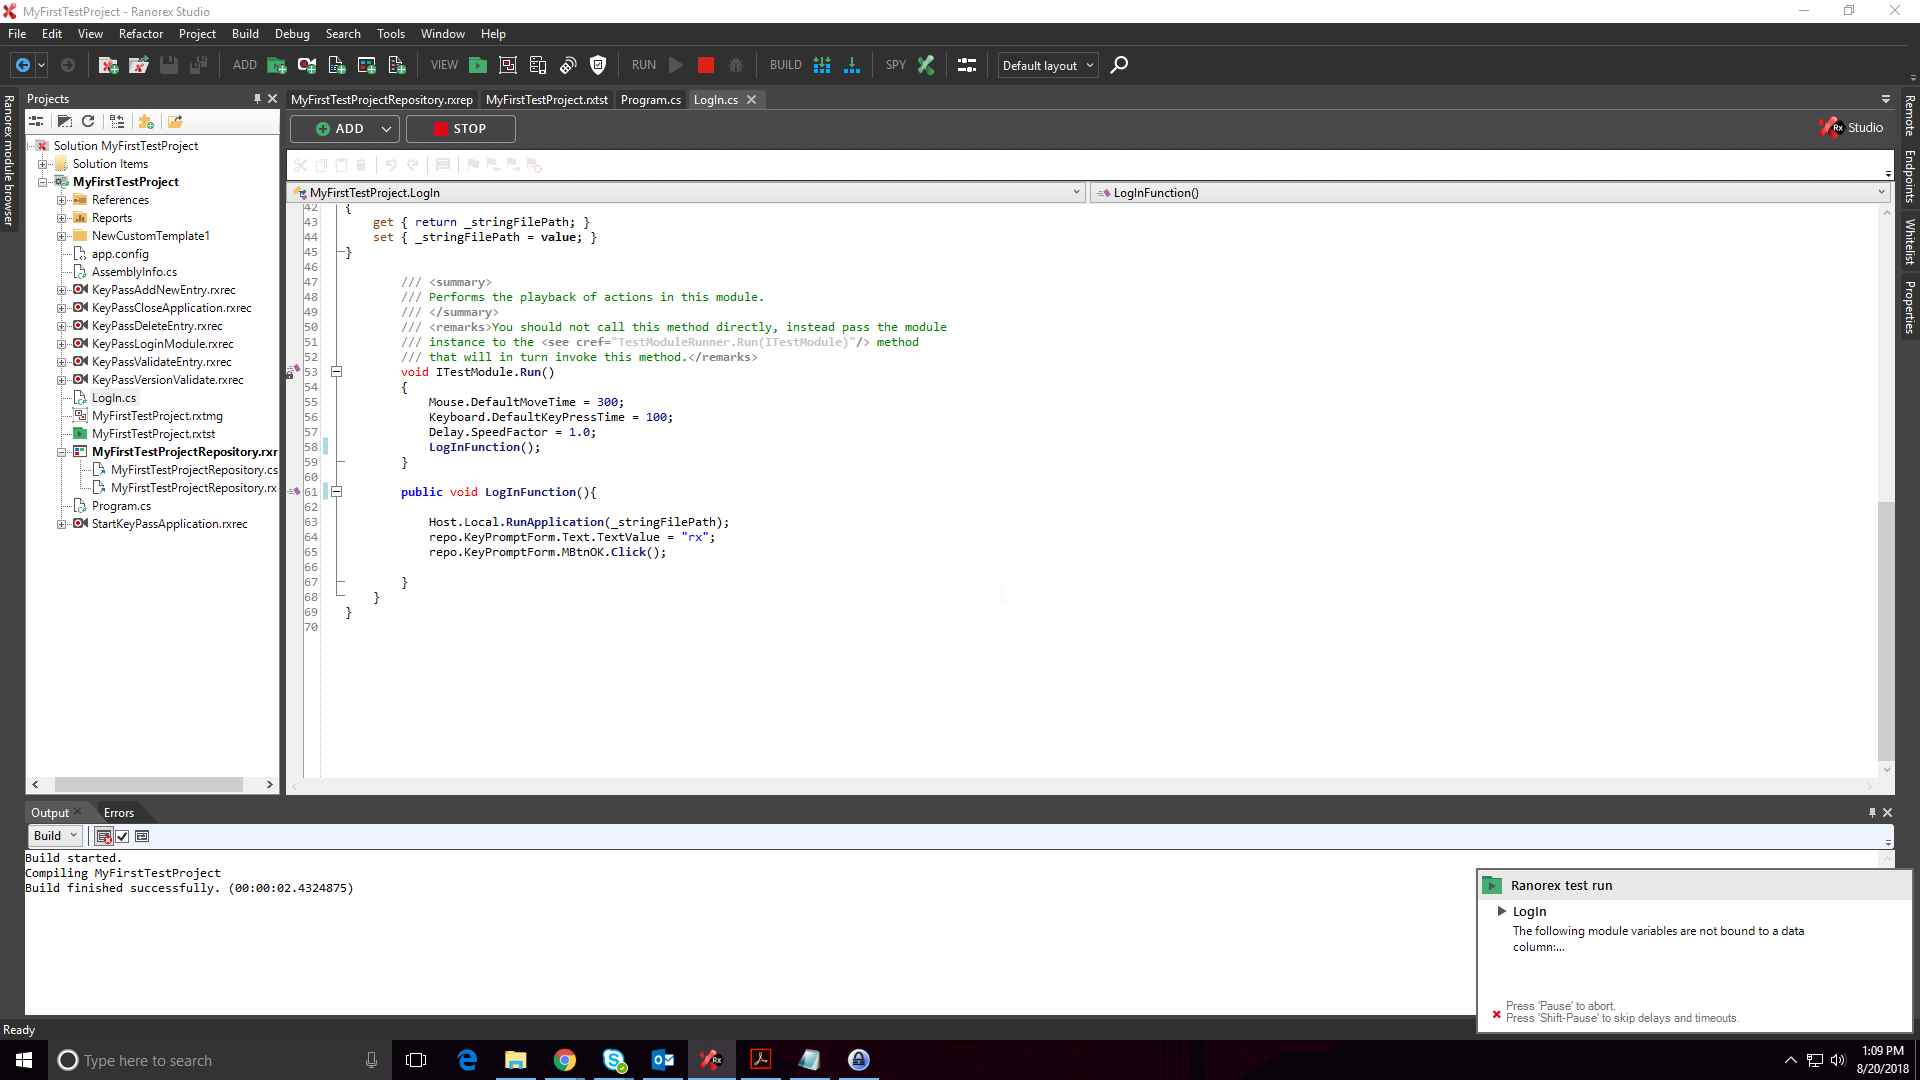 MyFirstTestProject - Ranorex Studio
File Edit View Refactor Project Build Debug Search Tools Window Help
ADD VIEW RUN BUILD SPY Default layout
Ranorex module browser
Projects
Solution MyFirstTestProject
Solution Items
MyFirstTestProject
References
Reports
NewCustomTemplate1
app.config
AssemblyInfo.cs
KeyPassAddNewEntry.rxrec
KeyPassCloseApplication.rxrec
KeyPassDeleteEntry.rxrec
KeyPassLoginModule.rxrec
KeyPassValidateEntry.rxrec
KeyPassVersionValidate.rxrec
LogIn.cs
MyFirstTestProject.rxtmg
MyFirstTestProject.rxtst
MyFirstTestProjectRepository.rxr
MyFirstTestProjectRepository.cs
MyFirstTestProjectRepository.rx
Program.cs
StartKeyPassApplication.rxrec
MyFirstTestProjectRepository.rxrep MyFirstTestProject.rxtst Program.cs LogIn.cs
ADD STOP
Rx Studio
MyFirstTestProject.LogIn LogInFunction()
42 {
43 get { return _stringFilePath; }
44 set { _stringFilePath = value; }
45 }
46
47 /// <summary>
48 /// Performs the playback of actions in this module.
49 /// </summary>
50 /// <remarks>You should not call this method directly, instead pass the module
51 /// instance to the <see cref="TestModuleRunner.Run(ITestModule)"/> method
52 /// that will in turn invoke this method.</remarks>
53 void ITestModule.Run()
54 {
55 Mouse.DefaultMoveTime = 300;
56 Keyboard.DefaultKeyPressTime = 100;
57 Delay.SpeedFactor = 1.0;
58 LogInFunction();
59 }
60
61 public void LogInFunction(){
62
63 Host.Local.RunApplication(_stringFilePath);
64 repo.KeyPromptForm.Text.TextValue = "rx";
65 repo.KeyPromptForm.MBtnOK.Click();
66
67 }
68 }
69 }
70
Remote
Endpoints
Whitelist
Properties
Output Errors
Build
Build started.
Compiling MyFirstTestProject
Build finished successfully. (00:00:02.4324875)
Ranorex test run
LogIn
The following module variables are not bound to a data
column:...
Press 'Pause' to abort.
Press 'Shift-Pause' to skip delays and timeouts.
Ready
Type here to search
1:09 PM
8/20/2018